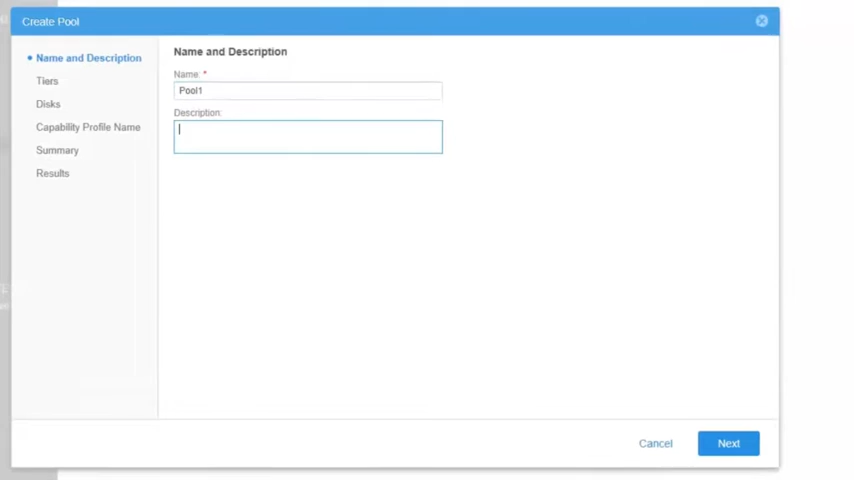 Create Pool
Name and Description
Tiers
Disks
Capability Profile Name
Summary
Results
Name and Description
Name: *
Pool1
Description:
Cancel
Next